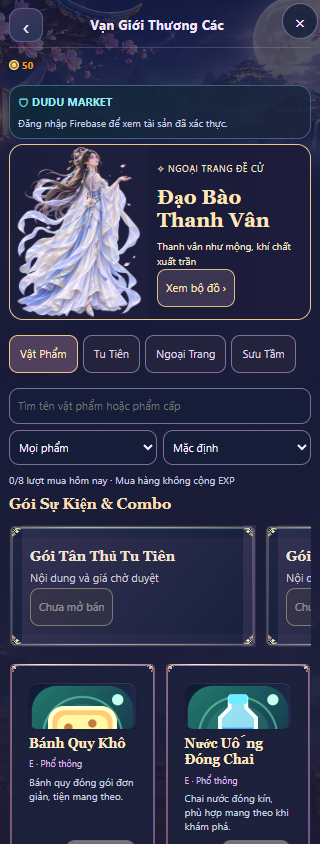 Vạn Giới Thương Các
50
DUDU MARKET
Đăng nhập Firebase để xem tài sản đã xác thực.
NGOẠI TRANG ĐỀ CỬ
Đạo Bào
Thanh Vân
Thanh vân như mộng, khí chất
xuất trần
Xem bộ đồ ›
Vật Phẩm
Tu Tiên
Ngoại Trang
Sưu Tầm
Tìm tên vật phẩm hoặc phẩm cấp
Mọi phẩm
Mặc định
0/8 lượt mua hôm nay · Mua hàng không cộng EXP
Gói Sự Kiện & Combo
Gói Tân Thủ Tu Tiên
Nội dung và giá chờ duyệt
Chưa mở bán
Gói
Nội d
Chư
Bánh Quy Khô
E · Phổ thông
Bánh quy đóng gói đơn
giản, tiện mang theo.
Nước Uống
Đóng Chai
E · Phổ thông
Chai nước đóng kín,
phù hợp mang theo khi
khám phá.